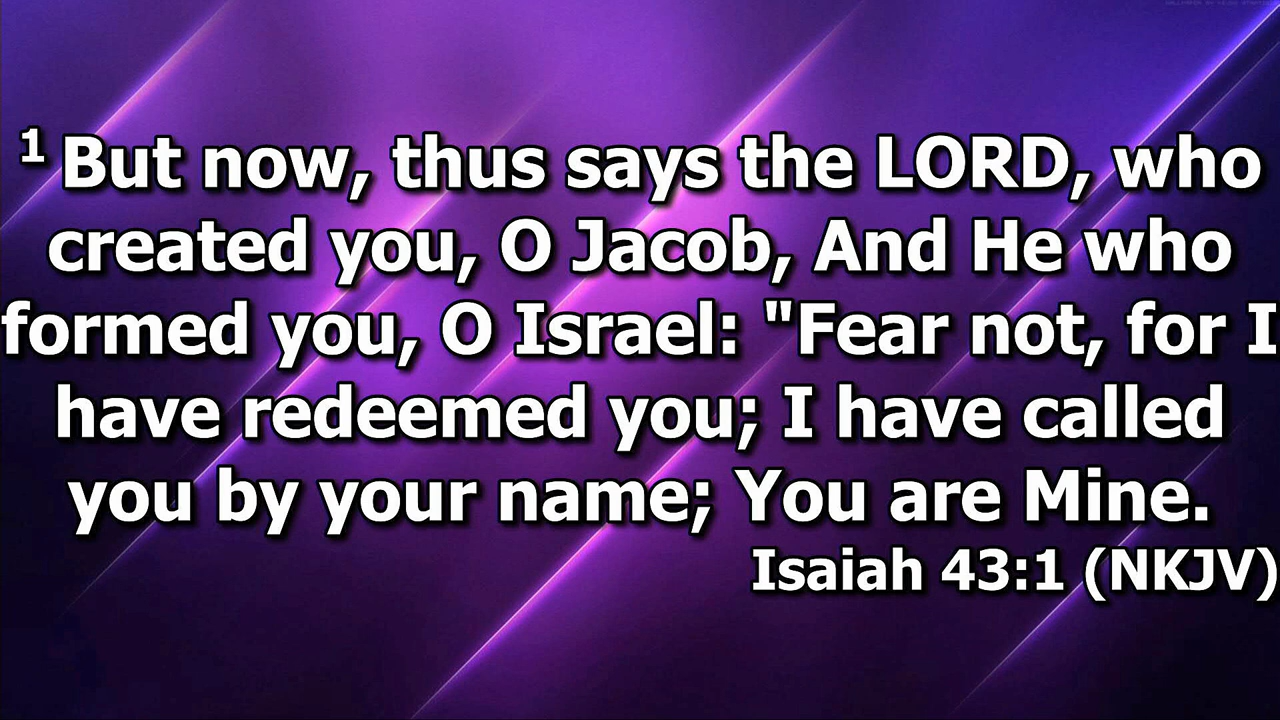 1 But now, thus says the LORD, who
created you, O Jacob, And He who
formed you, O Israel: "Fear not, for I
have redeemed you; I have called
you by your name; You are Mine.
Isaiah 43:1 (NKJV)